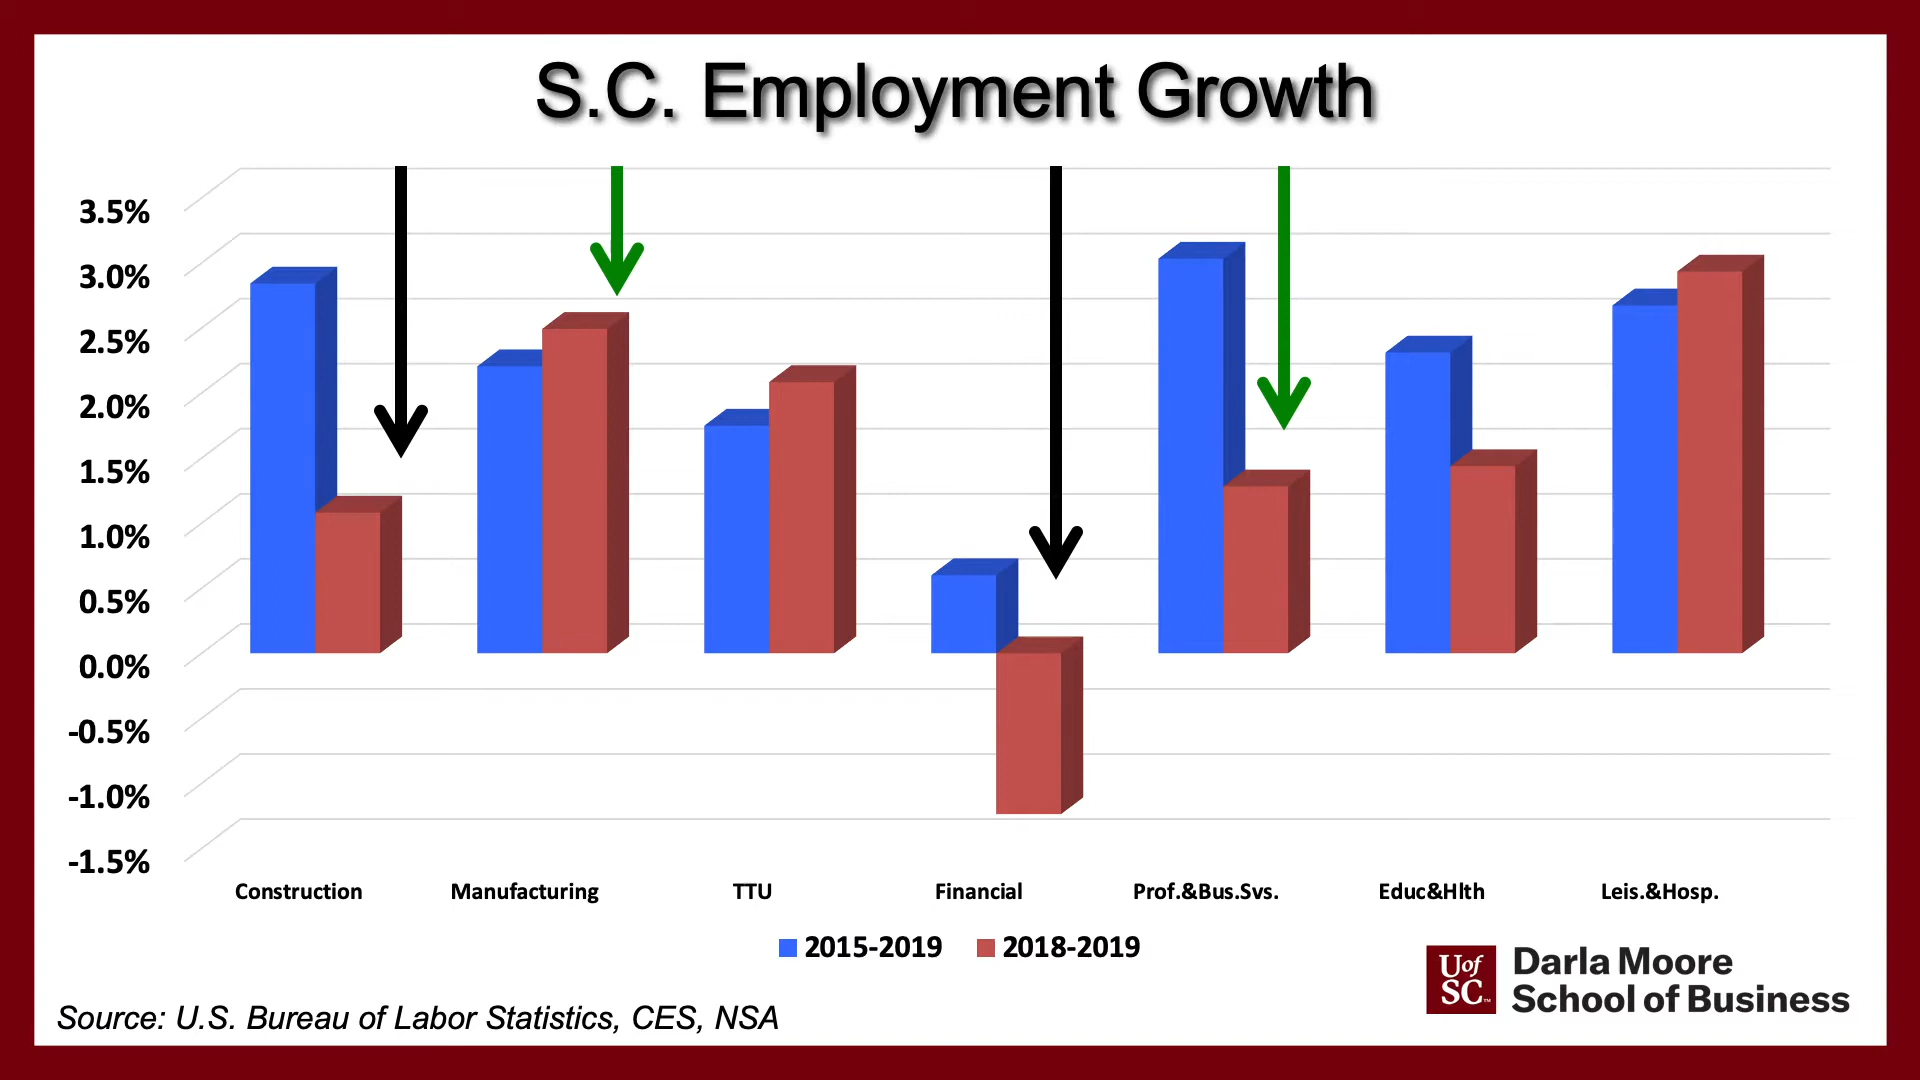 S.C. Employment Growth
3.5%
3.0%
2.5%
2.0%
1.5%
1.0%
0.5%
0.0%
-0.5%
-1.0%
-1.5%
Construction Manufacturing TTU Financial Prof.&Bus.Svs. Educ&Hlth Leis.&Hosp.
2015-2019 2018-2019
UofSC™
Darla Moore
School of Business
Source: U.S. Bureau of Labor Statistics, CES, NSA